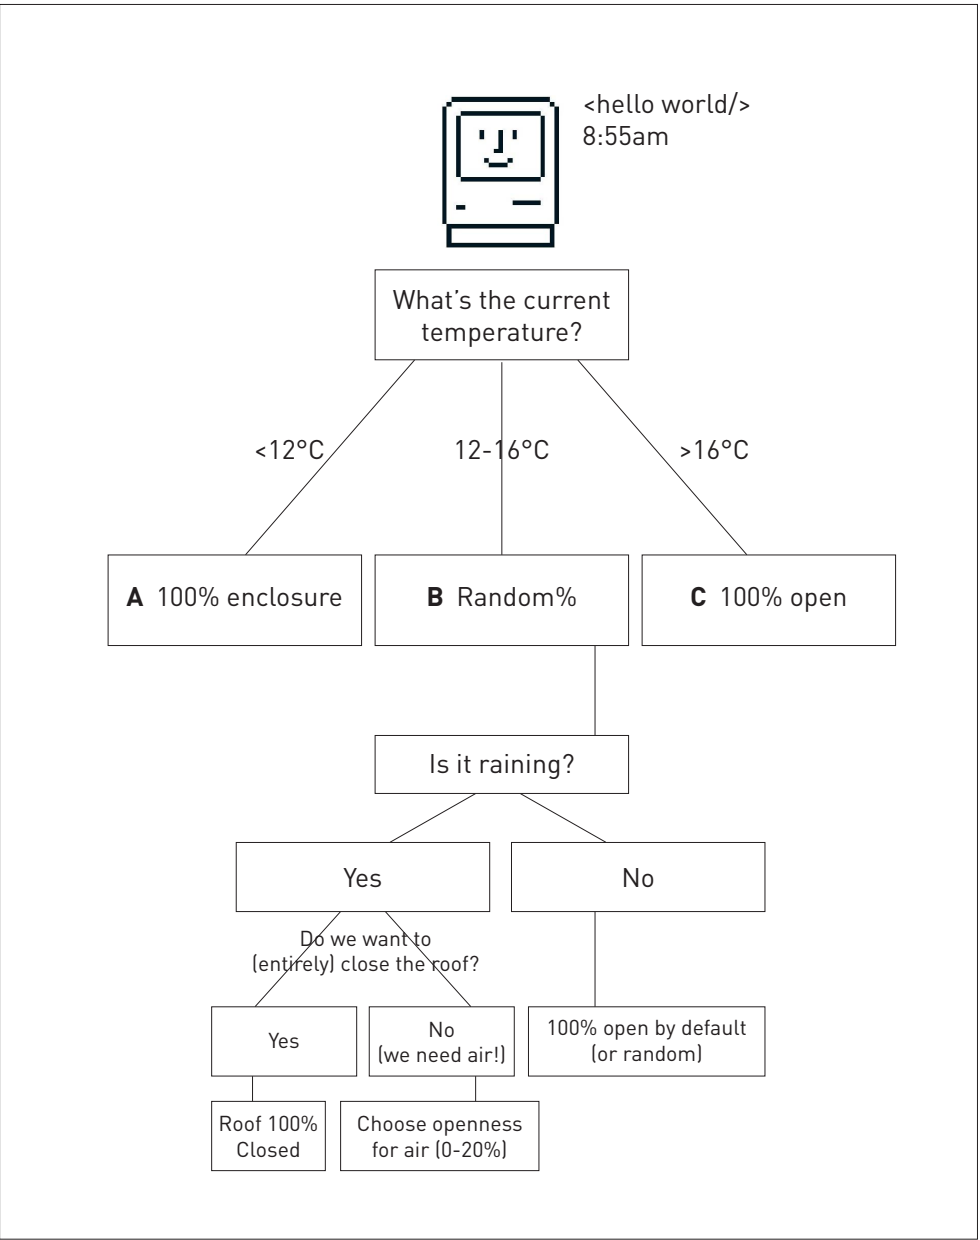 <hello world/>
8:55am
What's the current
temperature?
<12°C
12-16°C
>16°C
A 100% enclosure
B Random%
C 100% open
Is it raining?
Yes
No
Do we want to
(entirely) close the roof?
Yes
No
(we need air!)
100% open by default
(or random)
Roof 100%
Closed
Choose openness
for air (0-20%)